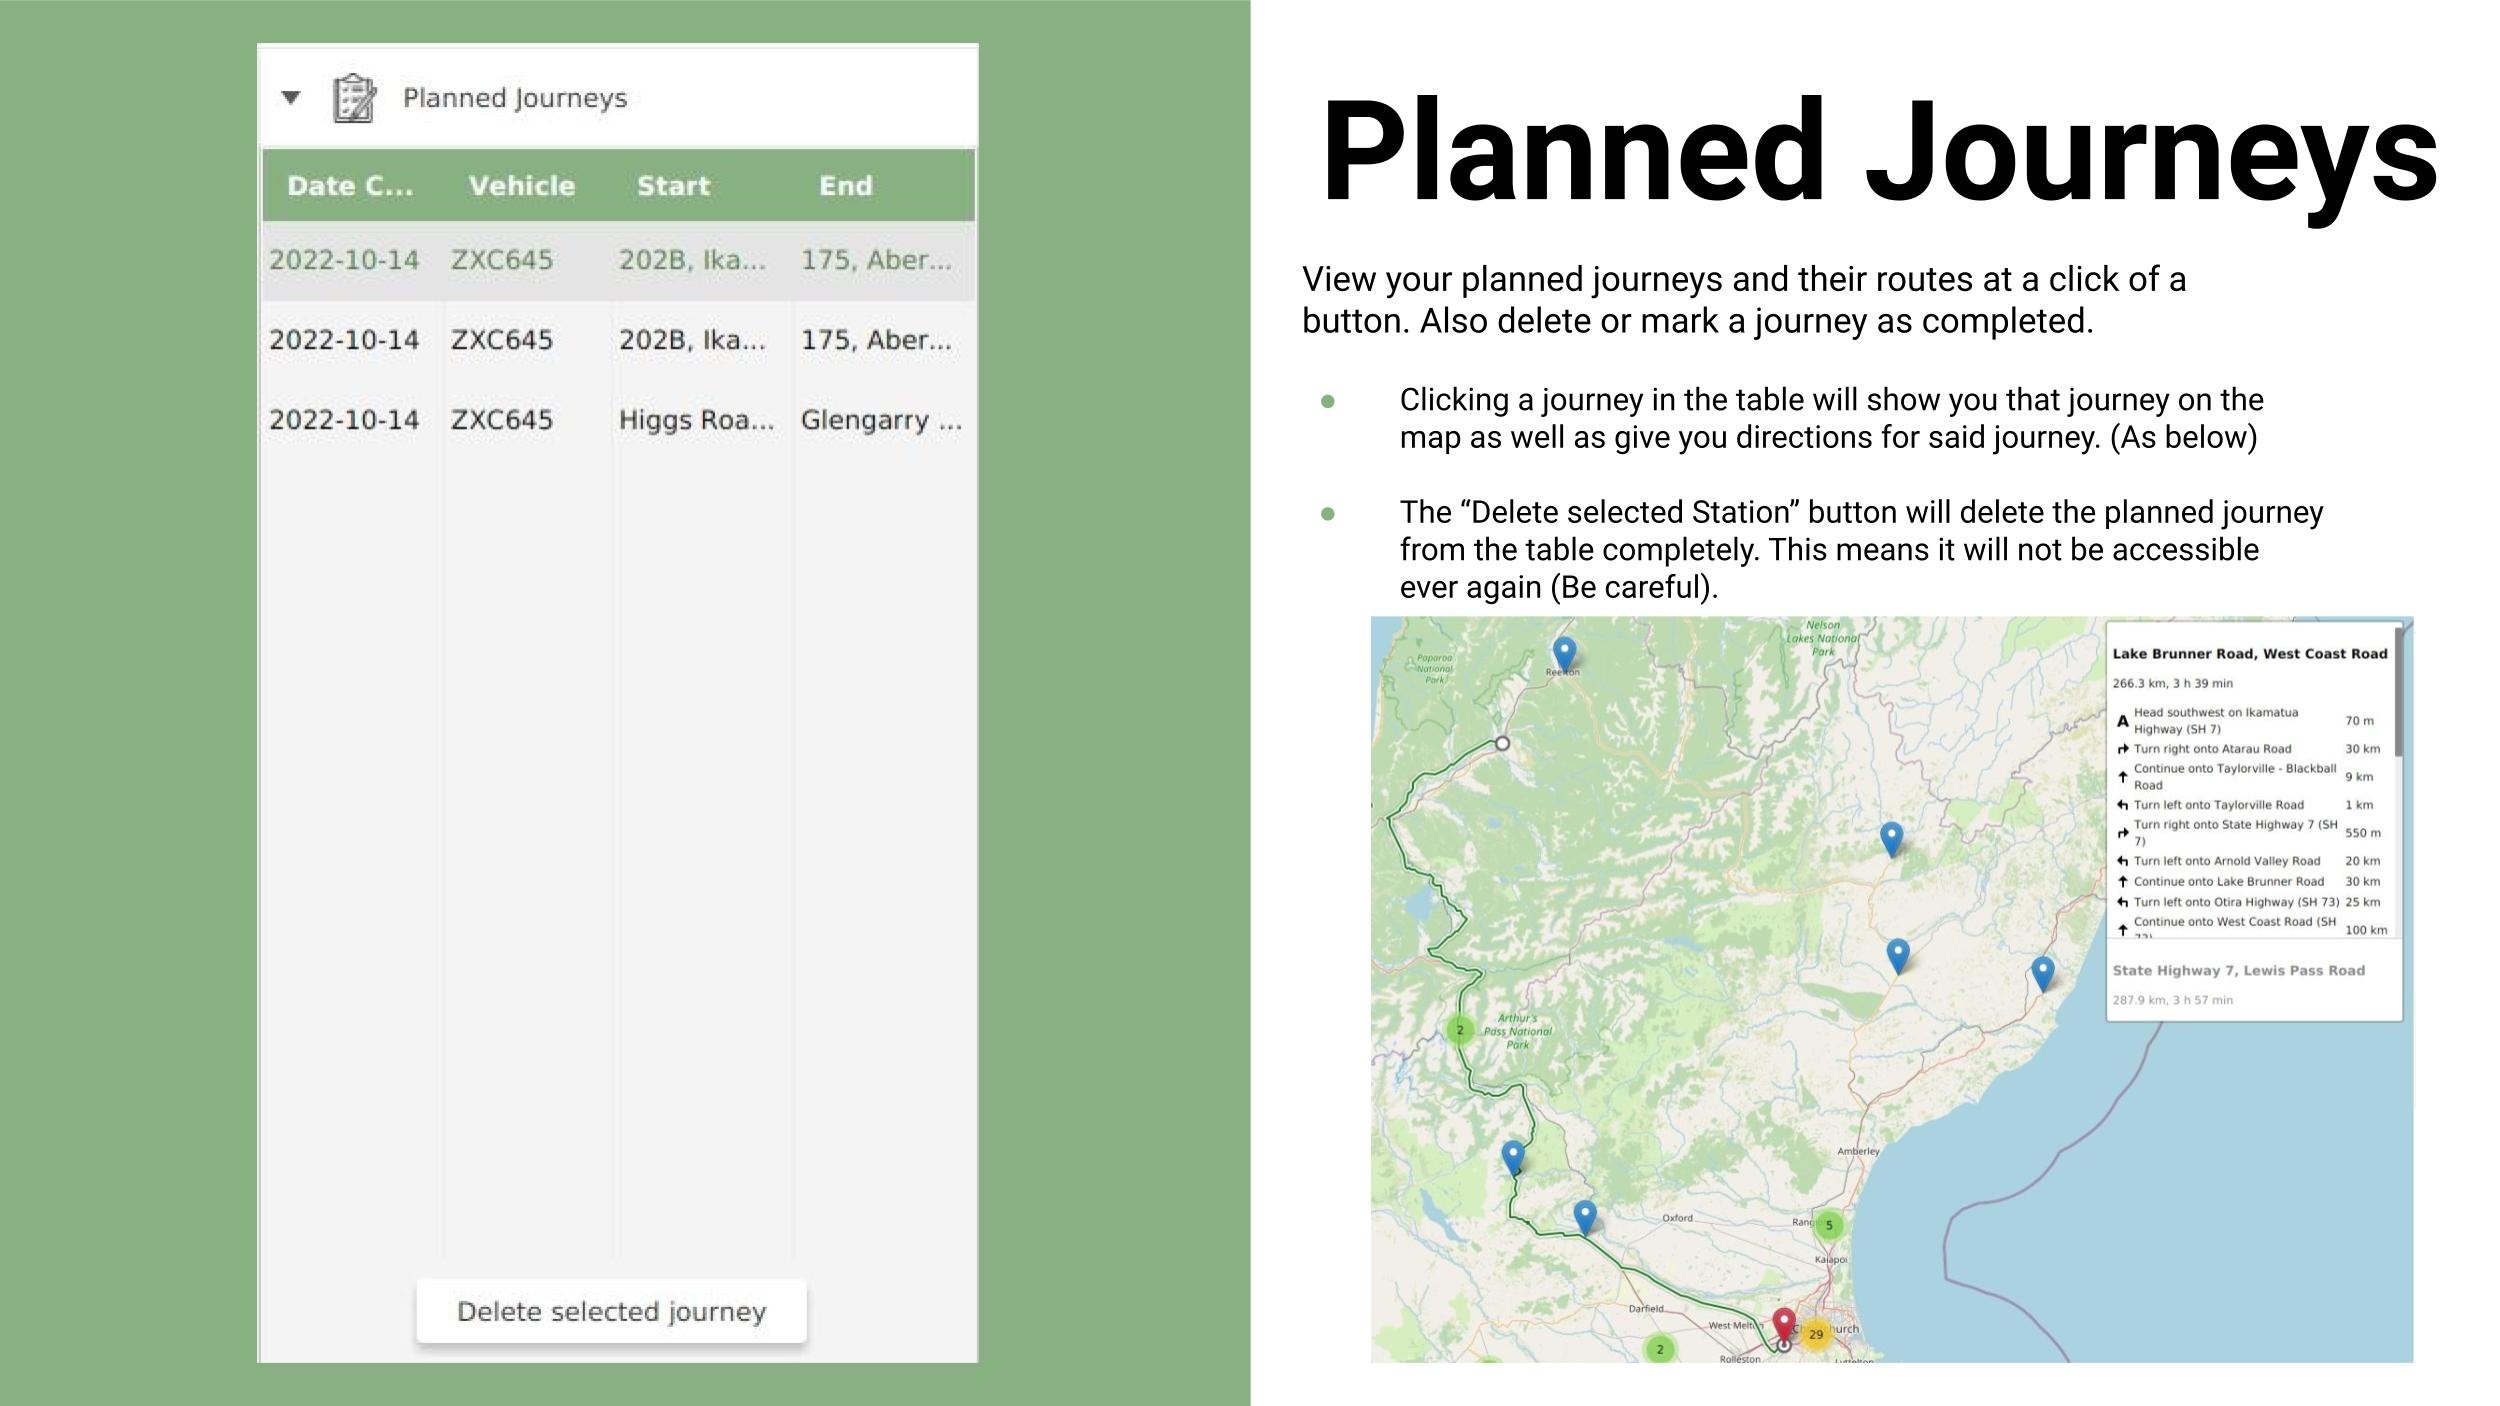 Planned Journeys
Date C... Vehicle Start End
2022-10-14 ZXC645 202B, Ika... 175, Aber...
2022-10-14 ZXC645 202B, Ika... 175, Aber...
2022-10-14 ZXC645 Higgs Roa... Glengarry ...
Delete selected journey
Planned Journeys
View your planned journeys and their routes at a click of a
button. Also delete or mark a journey as completed.
Clicking a journey in the table will show you that journey on the
map as well as give you directions for said journey. (As below)
The “Delete selected Station” button will delete the planned journey
from the table completely. This means it will not be accessible
ever again (Be careful).
Nelson
Lakes National
Park
Paparoa
National
Park
Reefton
Arthur's
Pass National
Park
2
Amberley
Oxford
5
Kaiapoi
Darfield
West Melton
29
2
Rolleston
Lake Brunner Road, West Coast Road
266.3 km, 3 h 39 min
A Head southwest on Ikamatua
Highway (SH 7) 70 m
Turn right onto Atarau Road 30 km
Continue onto Taylorville - Blackball
Road 9 km
Turn left onto Taylorville Road 1 km
Turn right onto State Highway 7 (SH
7) 550 m
Turn left onto Arnold Valley Road 20 km
Continue onto Lake Brunner Road 30 km
Turn left onto Otira Highway (SH 73) 25 km
Continue onto West Coast Road (SH
100 km
State Highway 7, Lewis Pass Road
287.9 km, 3 h 57 min